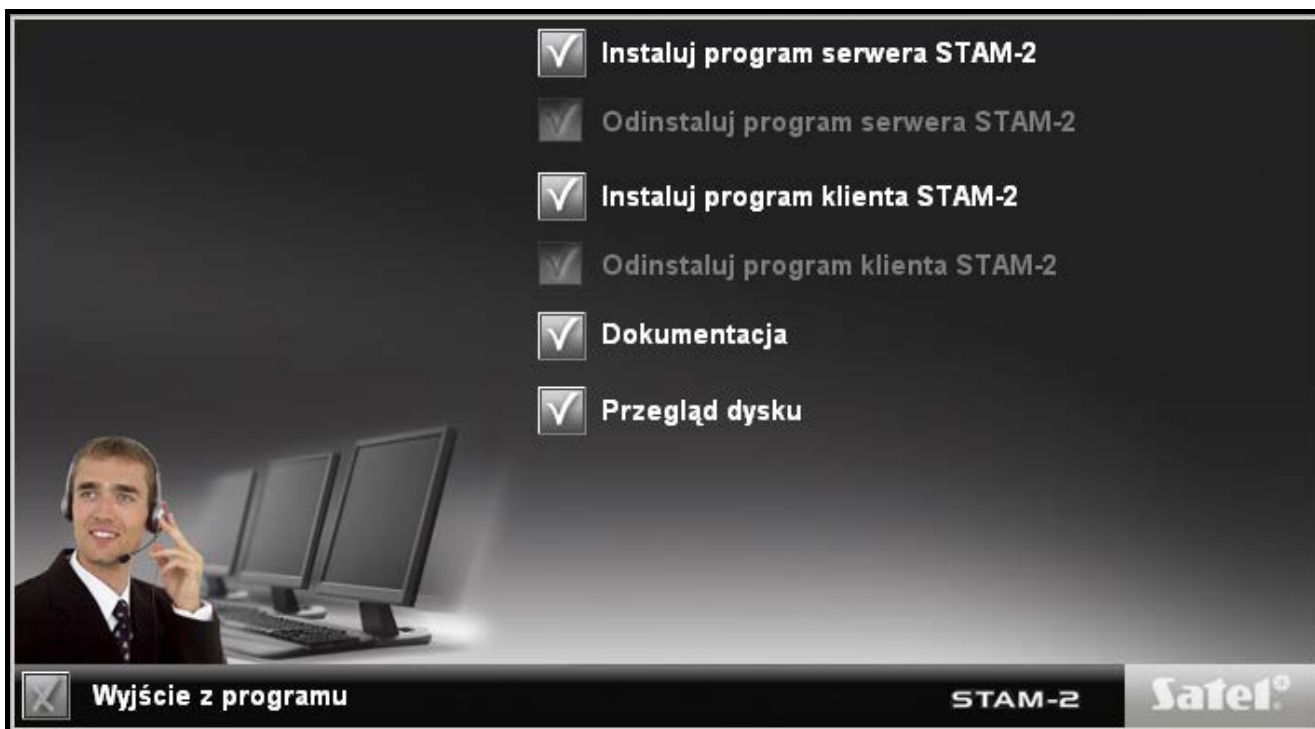 Instaluj program serwera STAM-2
Odinstaluj program serwera STAM-2
Instaluj program klienta STAM-2
Odinstaluj program klienta STAM-2
Dokumentacja
Przegląd dysku
Wyjście z programu
STAM-2
Satel®